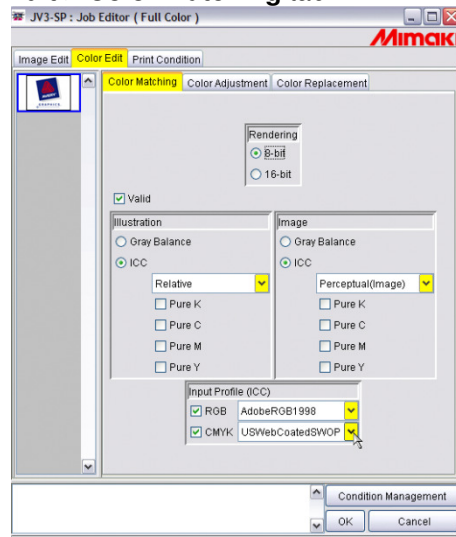 JV3-SP : Job Editor ( Full Color )
Mimaki
Image Edit Color Edit Print Condition
Color Matching Color Adjustment Color Replacement
Rendering
8-bit
16-bit
Valid
Illustration
Gray Balance
ICC
Relative
Pure K
Pure C
Pure M
Pure Y
Image
Gray Balance
ICC
Perceptual(Image)
Pure K
Pure C
Pure M
Pure Y
Input Profile (ICC)
RGB AdobeRGB1998
CMYK USWebCoatedSWOP
Condition Management
OK Cancel